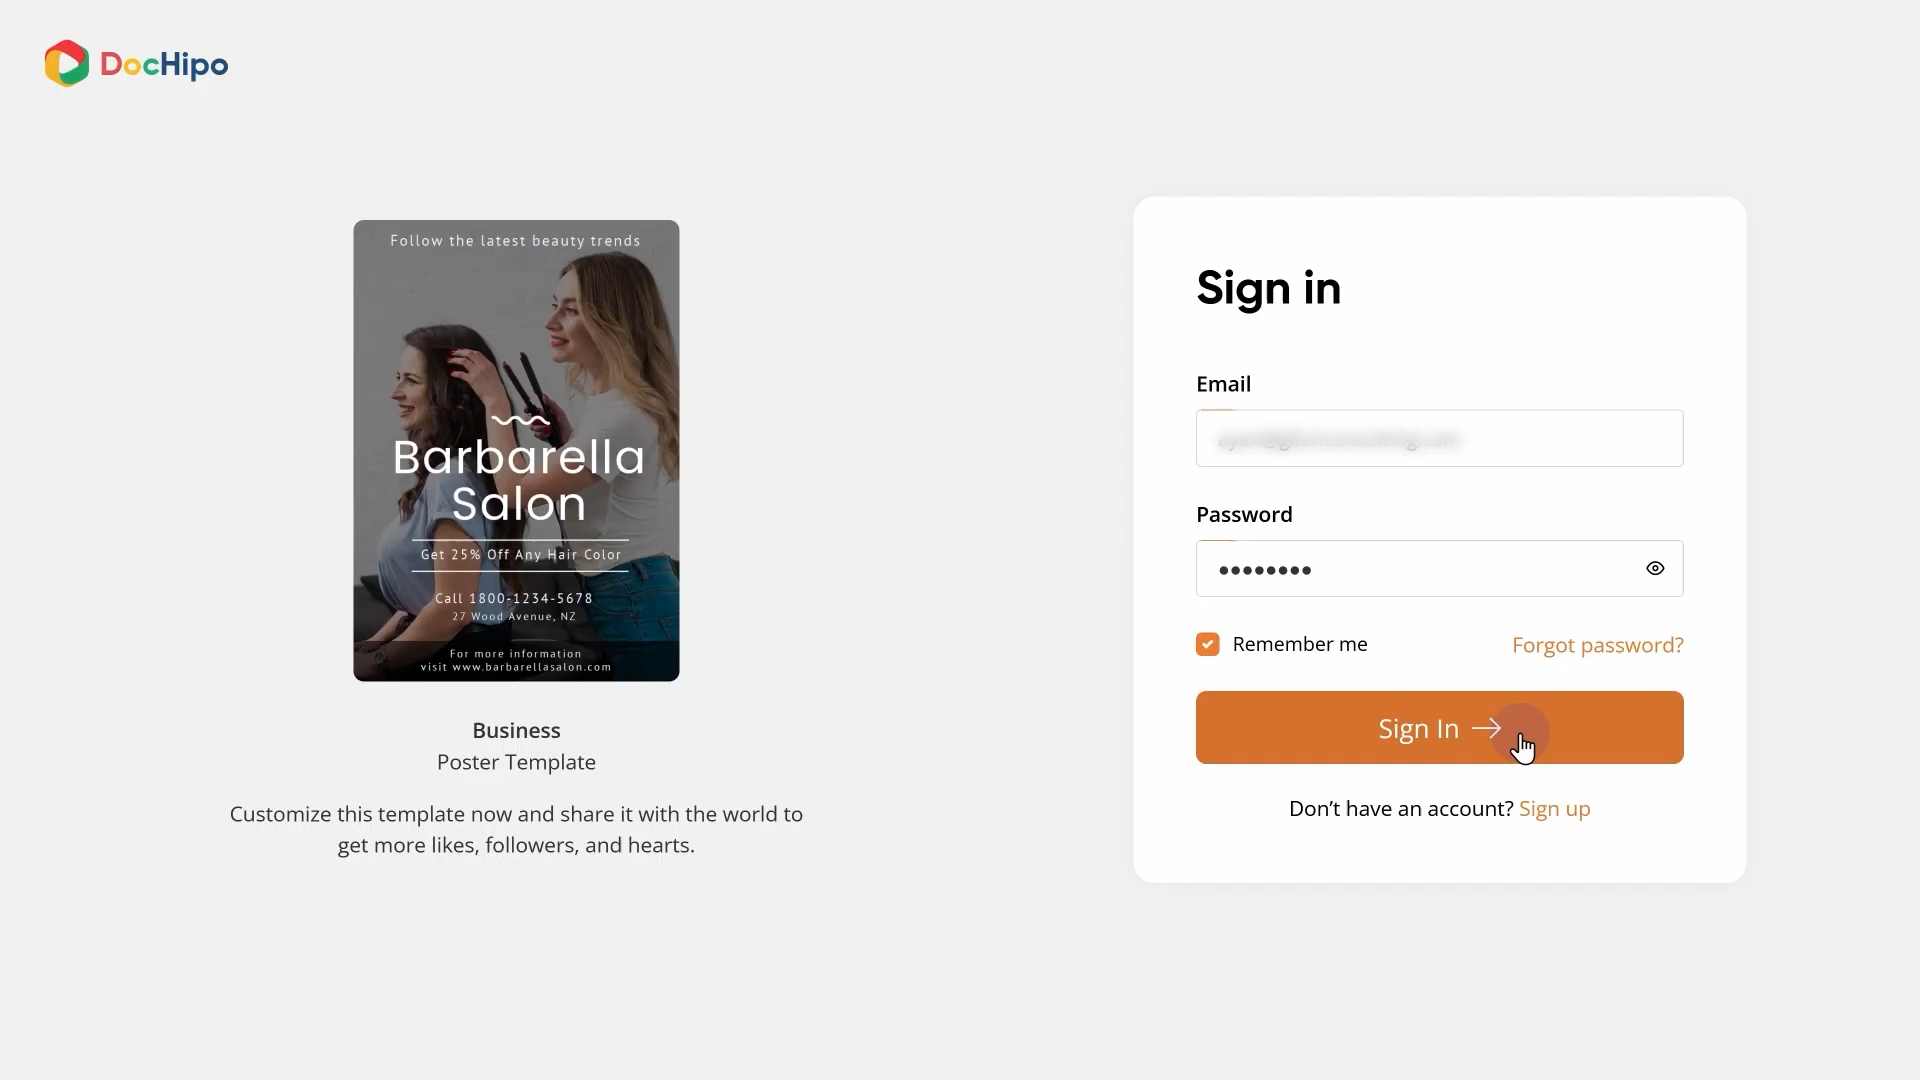 DocHipo
Follow the latest beauty trends
Barbarella
Salon
Get 25% Off Any Hair Color
Call 1800-1234-5678
27 Wood Avenue, NZ
For more information
visit www.barbarellasalon.com
Business
Poster Template
Customize this template now and share it with the world to
get more likes, followers, and hearts.
Sign in
Email
Password
Remember me
Forgot password?
Sign In
Don’t have an account? Sign up